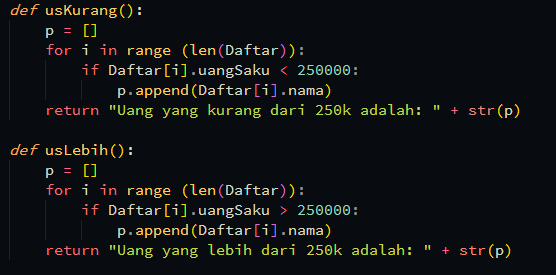 def usKurang():
    p = []
    for i in range (len(Daftar)):
        if Daftar[i].uangSaku < 250000:
            p.append(Daftar[i].nama)
    return "Uang yang kurang dari 250k adalah: " + str(p)

def usLebih():
    p = []
    for i in range (len(Daftar)):
        if Daftar[i].uangSaku > 250000:
            p.append(Daftar[i].nama)
    return "Uang yang lebih dari 250k adalah: " + str(p)